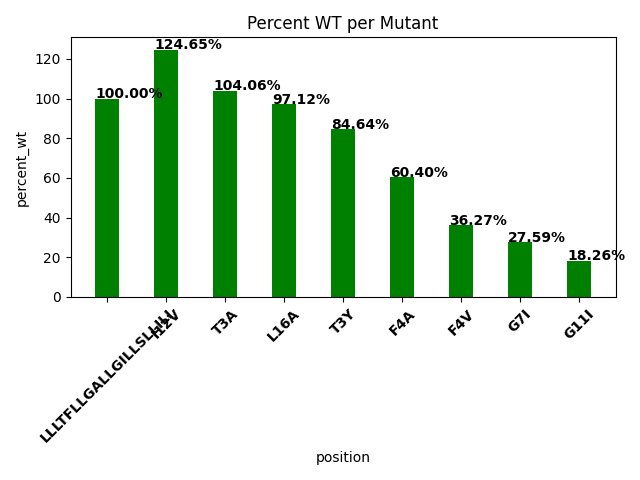 Percent WT per Mutant
percent_wt
120
100
80
60
40
20
0
100.00%
124.65%
104.06%
97.12%
84.64%
60.40%
36.27%
27.59%
18.26%
I12V
T3A
L16A
T3Y
F4A
F4V
G7I
G11I
position